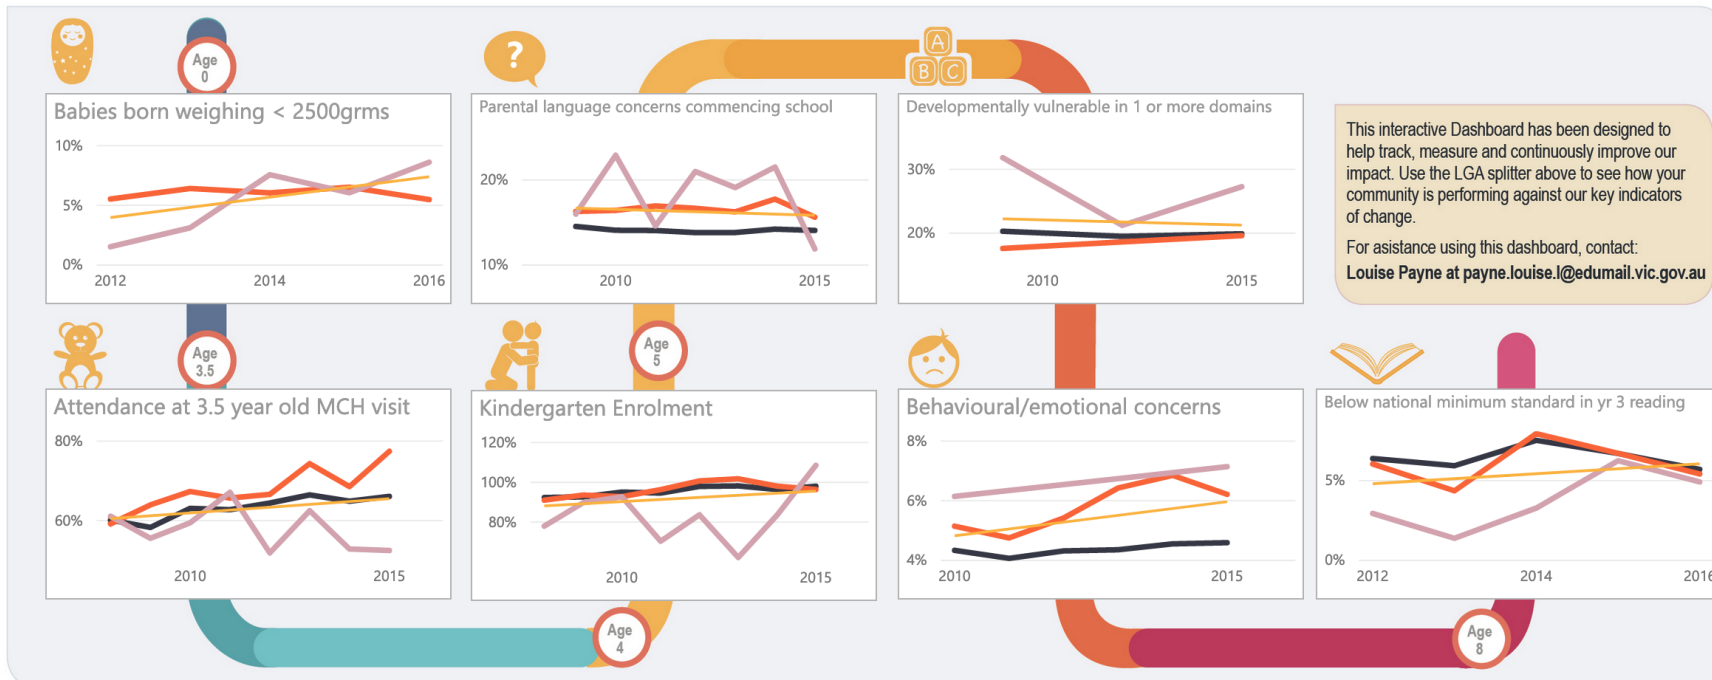 Age
0
Babies born weighing < 2500grms
10%
5%
0%
2012
2014
2016
?
Parental language concerns commencing school
20%
10%
2010
2015
A
B C
Developmentally vulnerable in 1 or more domains
30%
20%
2010
2015
This interactive Dashboard has been designed to
help track, measure and continuously improve our
impact. Use the LGA splitter above to see how your
community is performing against our key indicators
of change.
For asistance using this dashboard, contact:
Louise Payne at payne.louise.l@edumail.vic.gov.au
Age
3.5
Attendance at 3.5 year old MCH visit
80%
60%
2010
2015
Age
5
Kindergarten Enrolment
120%
100%
80%
2010
2015
Behavioural/emotional concerns
8%
6%
4%
2010
2015
Below national minimum standard in yr 3 reading
5%
0%
2012
2014
2016
Age
4
Age
8